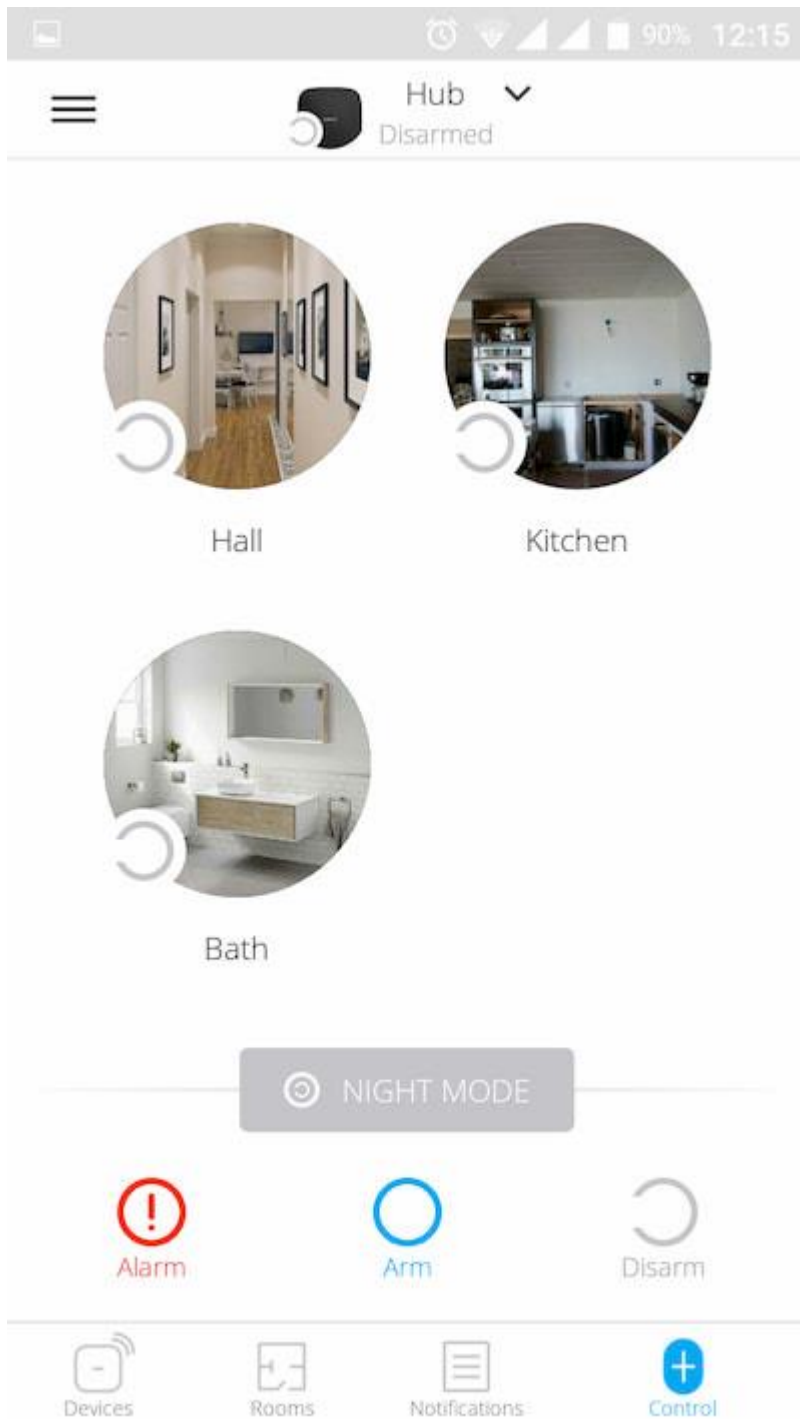 90% 12:15
Hub
Disarmed
Hall Kitchen
Bath
NIGHT MODE
Alarm Arm Disarm
Devices Rooms Notifications Control